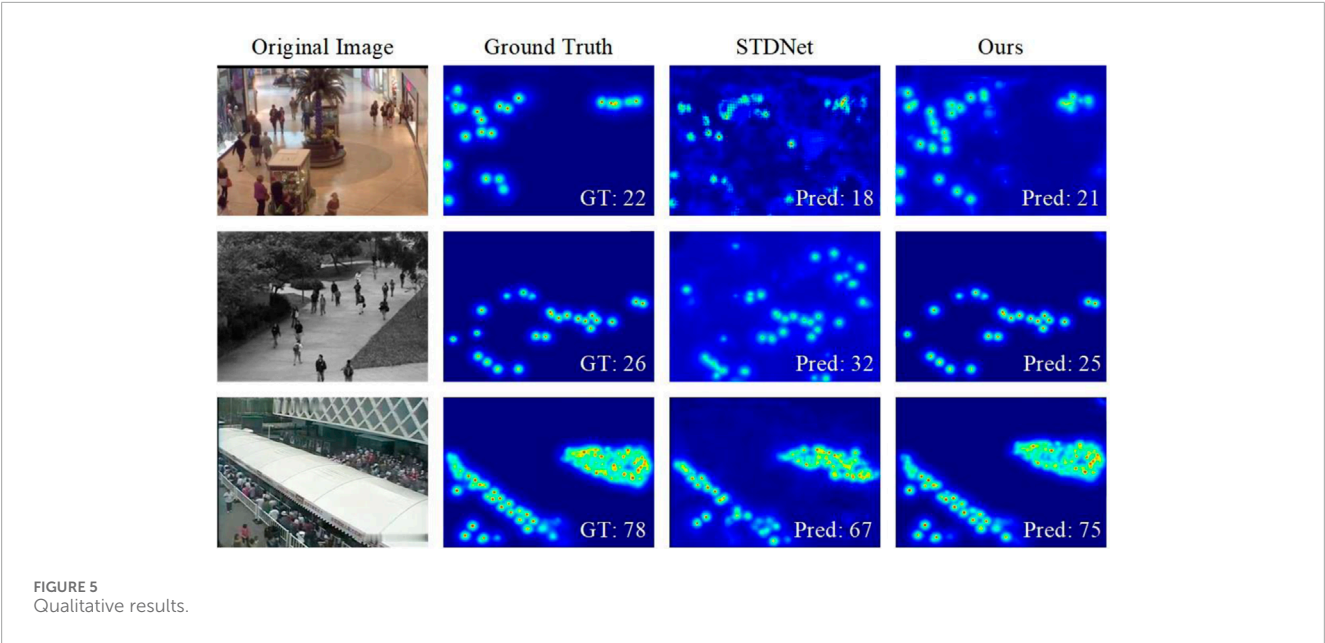 Original Image Ground Truth STDNet Ours
GT: 22 Pred: 18 Pred: 21
GT: 26 Pred: 32 Pred: 25
GT: 78 Pred: 67 Pred: 75
FIGURE 5
Qualitative results.